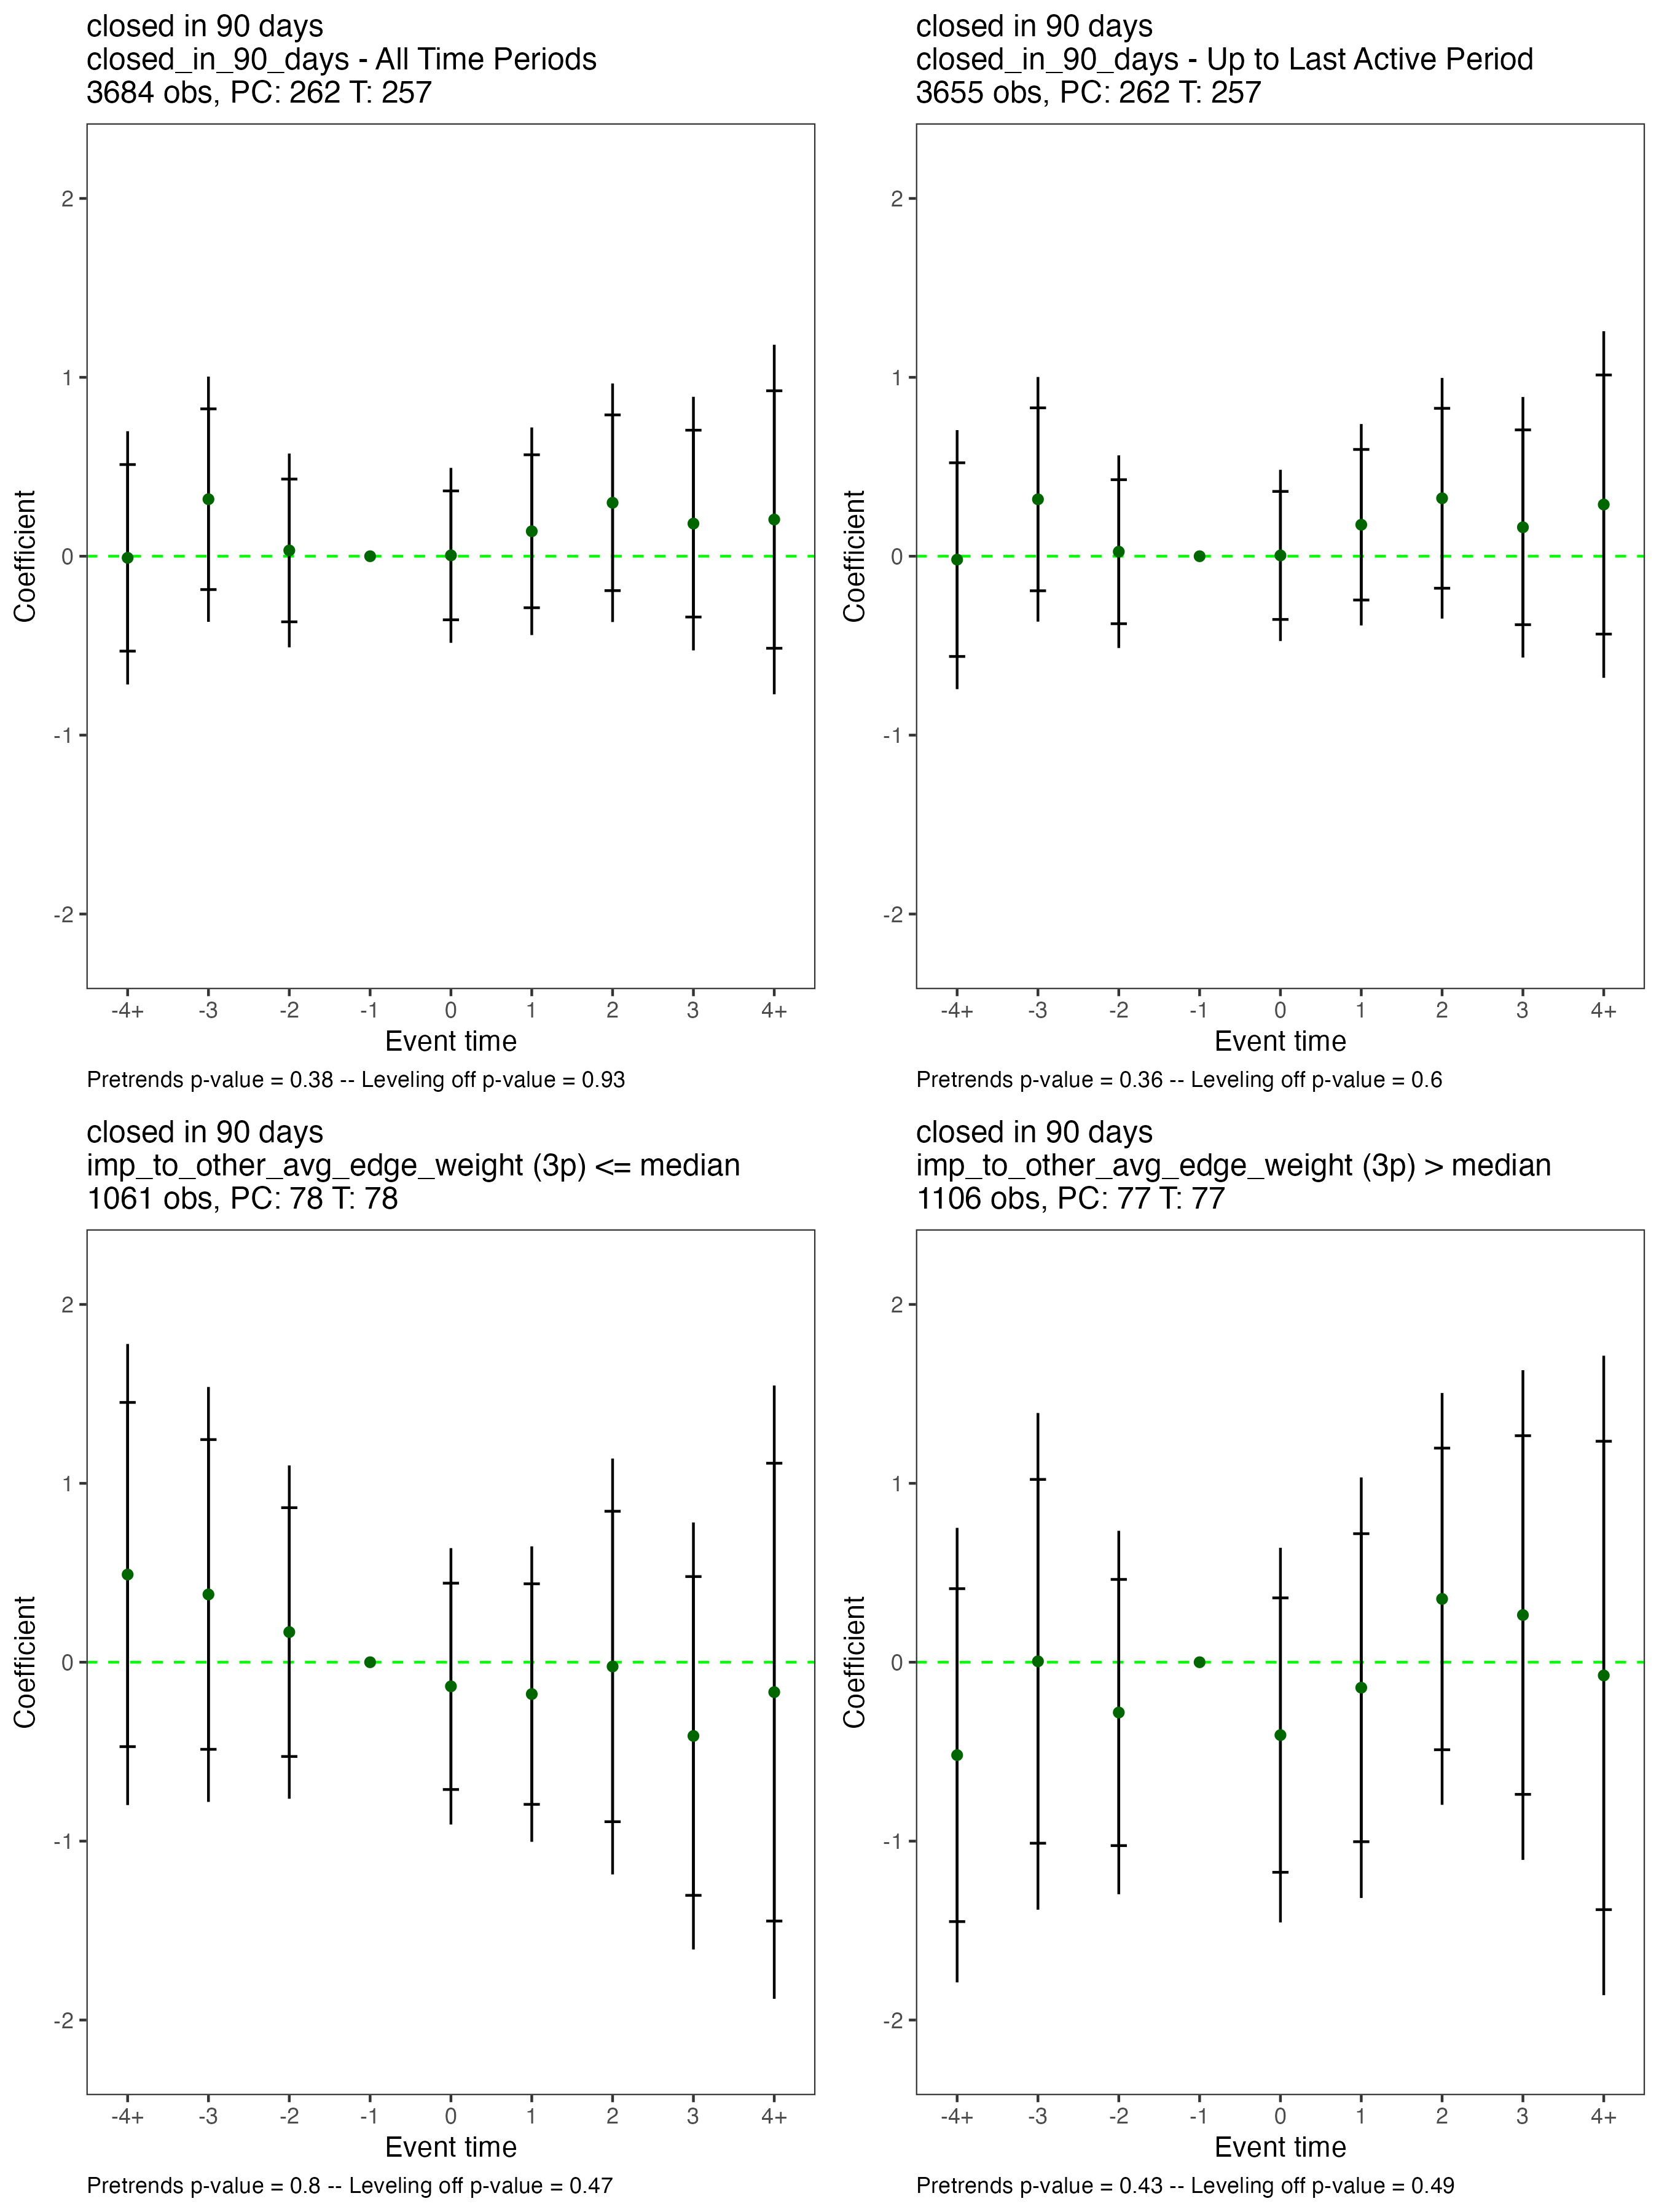 closed in 90 days
closed_in_90_days - All Time Periods
3684 obs, PC: 262 T: 257
2
1
0
-1
-2
Coefficient
-4+ -3 -2 -1 0 1 2 3 4+
Event time
Pretrends p-value = 0.38 -- Leveling off p-value = 0.93
closed in 90 days
closed_in_90_days - Up to Last Active Period
3655 obs, PC: 262 T: 257
2
1
0
-1
-2
Coefficient
-4+ -3 -2 -1 0 1 2 3 4+
Event time
Pretrends p-value = 0.36 -- Leveling off p-value = 0.6
closed in 90 days
imp_to_other_avg_edge_weight (3p) <= median
1061 obs, PC: 78 T: 78
2
1
0
-1
-2
Coefficient
-4+ -3 -2 -1 0 1 2 3 4+
Event time
Pretrends p-value = 0.8 -- Leveling off p-value = 0.47
closed in 90 days
imp_to_other_avg_edge_weight (3p) > median
1106 obs, PC: 77 T: 77
2
1
0
-1
-2
Coefficient
-4+ -3 -2 -1 0 1 2 3 4+
Event time
Pretrends p-value = 0.43 -- Leveling off p-value = 0.49